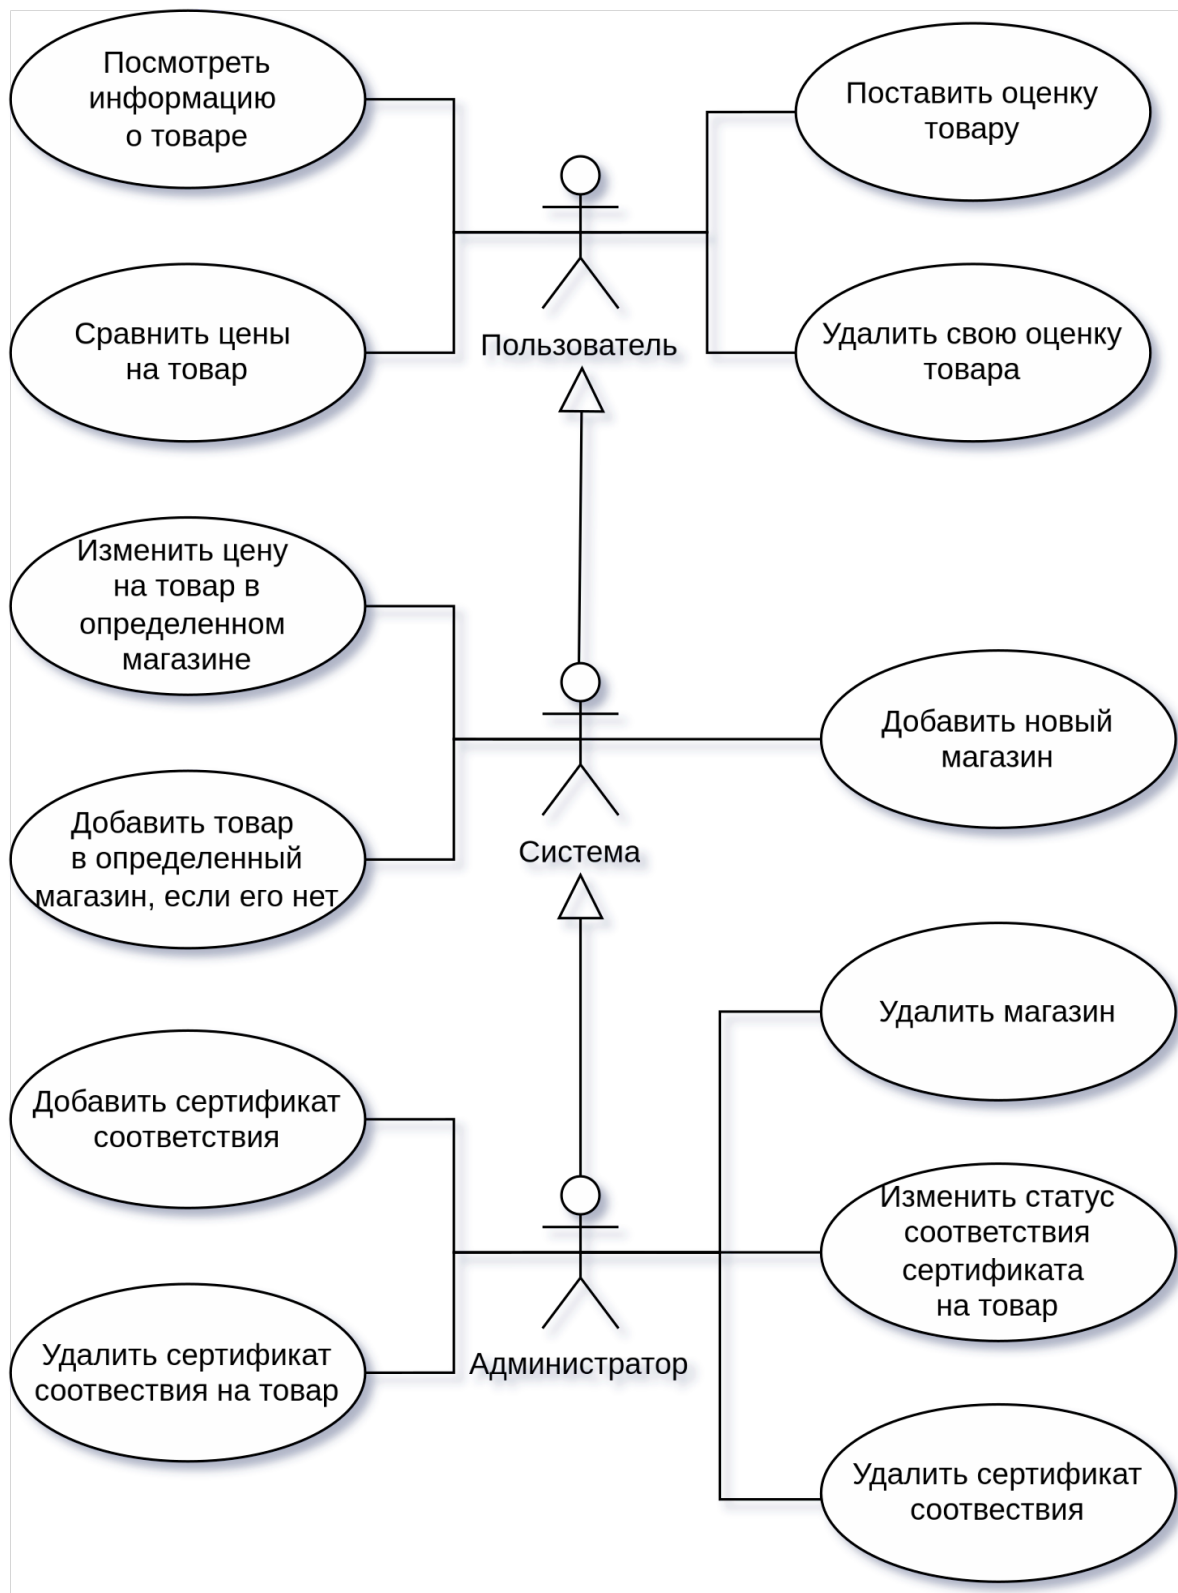 Посмотреть
информацию
о товаре
Поставить оценку
товару
Сравнить цены
на товар
Пользователь
Удалить свою оценку
товара
Изменить цену
на товар в
определенном
магазине
Добавить новый
магазин
Добавить товар
в определенный
магазин, если его нет
Система
Удалить магазин
Добавить сертификат
соответствия
Изменить статус
соответствия
сертификата
на товар
Удалить сертификат
соотвествия на товар
Администратор
Удалить сертификат
соотвествия